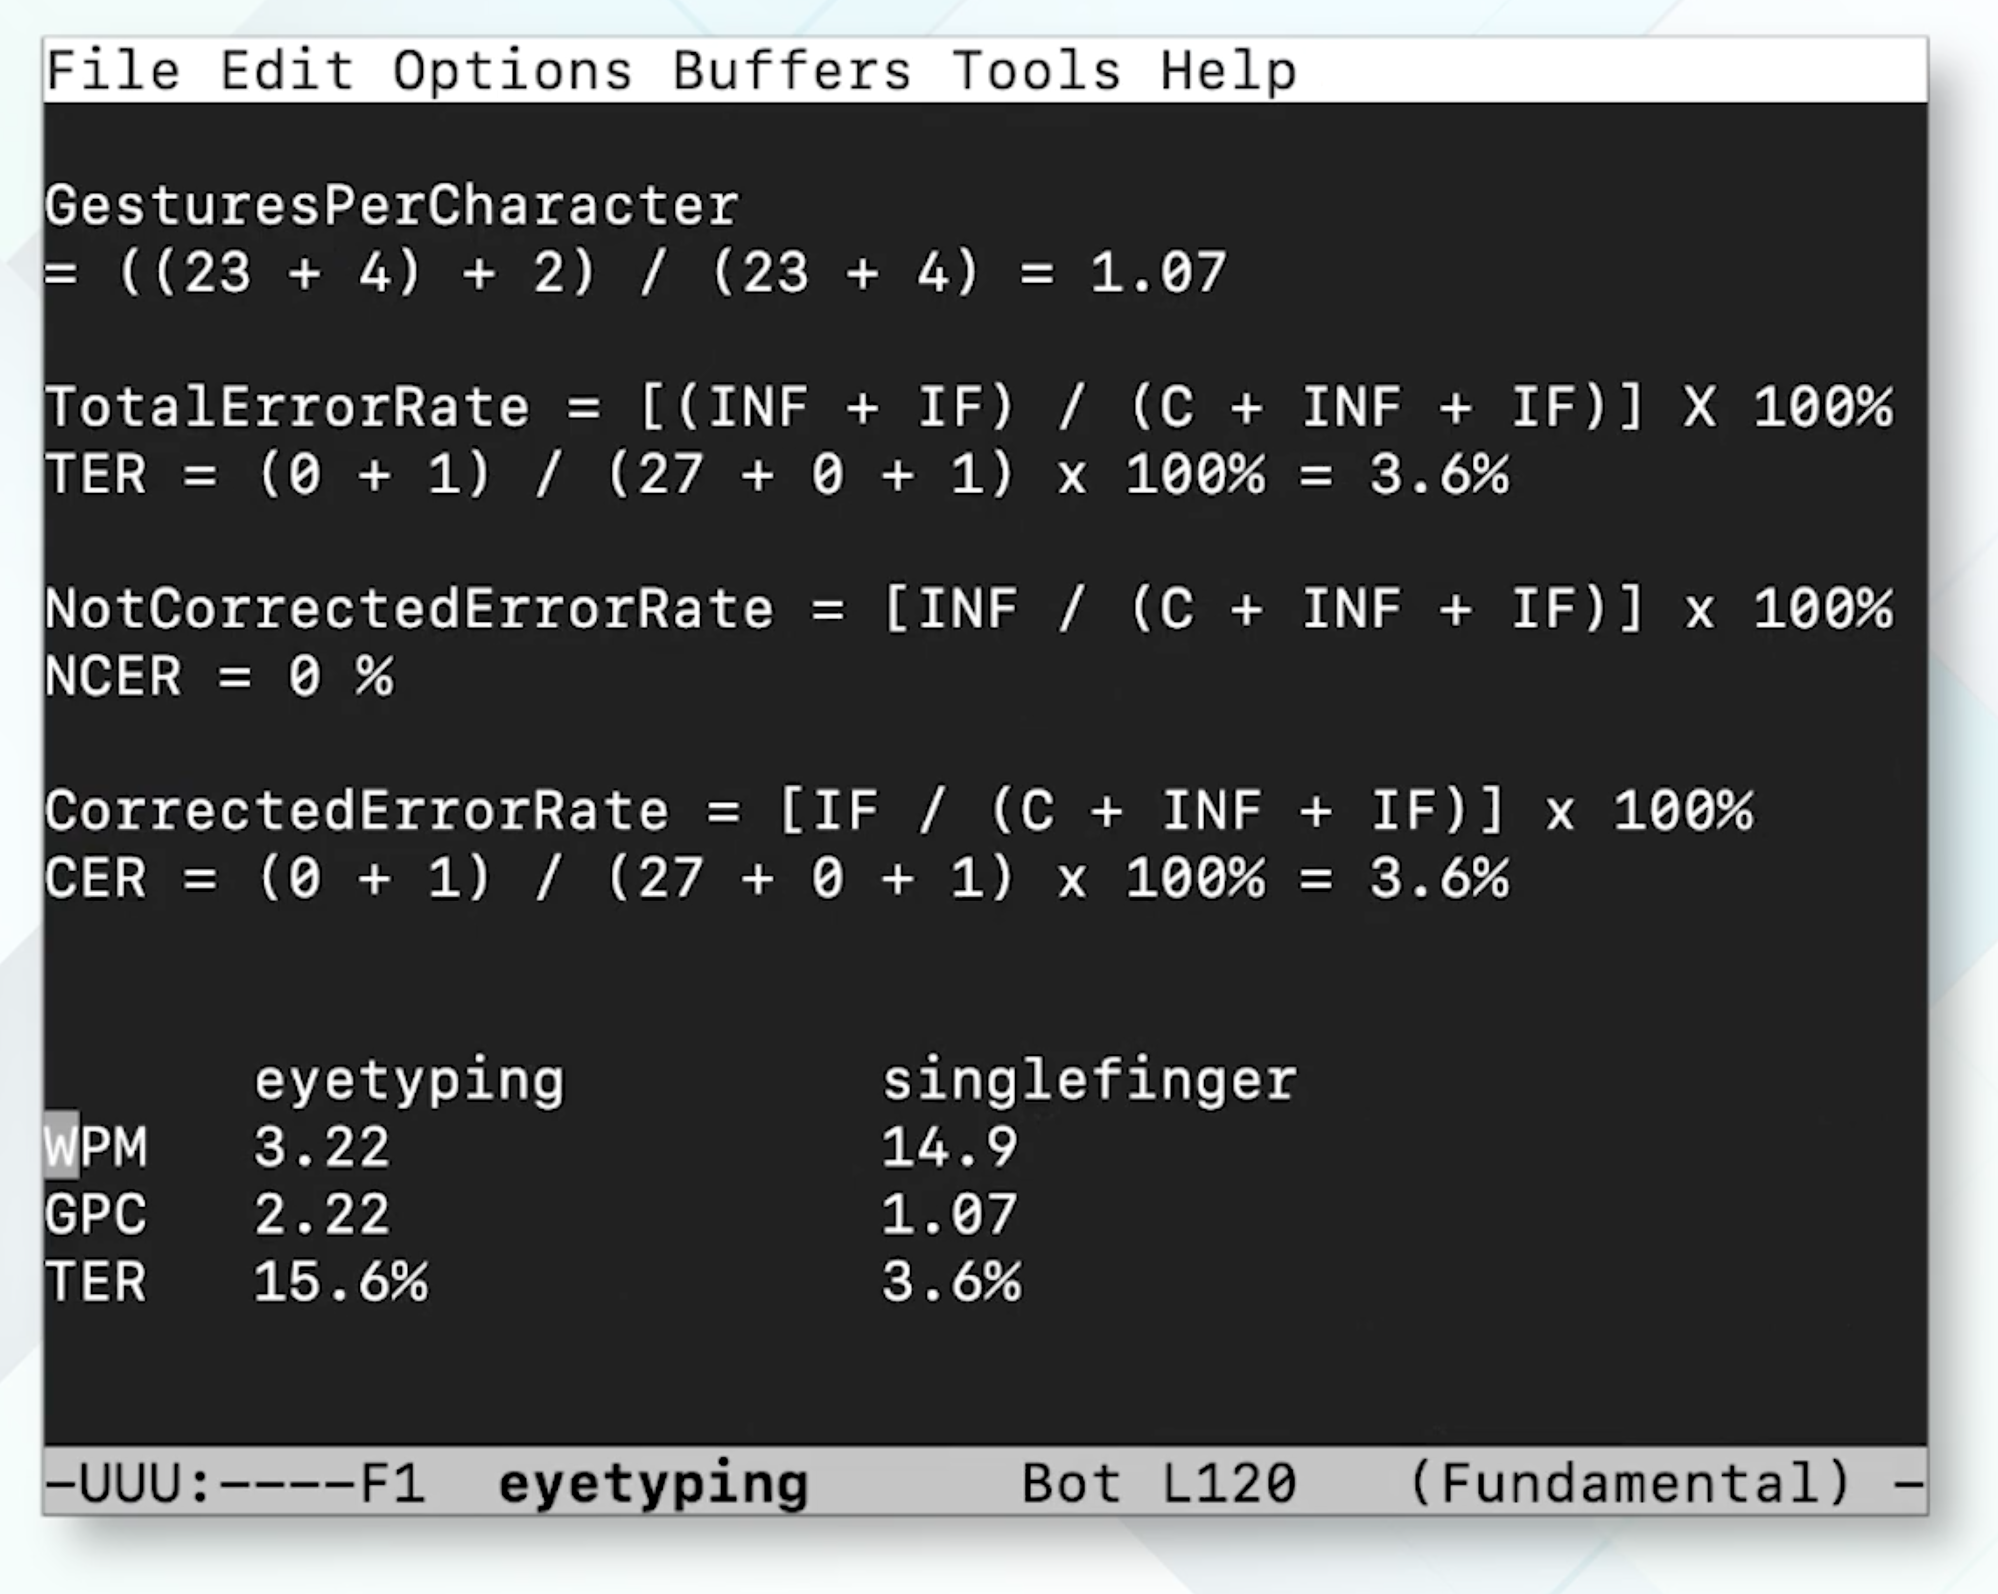 File Edit Options Buffers Tools Help
GesturesPerCharacter
= ((23 + 4) + 2) / (23 + 4) = 1.07
TotalErrorRate = [(INF + IF) / (C + INF + IF)] X 100%
TER = (0 + 1) / (27 + 0 + 1) x 100% = 3.6%
NotCorrectedErrorRate = [INF / (C + INF + IF)] x 100%
NCER = 0 %
CorrectedErrorRate = [IF / (C + INF + IF)] x 100%
CER = (0 + 1) / (27 + 0 + 1) x 100% = 3.6%
eyetyping singlefinger
WPM 3.22 14.9
GPC 2.22 1.07
TER 15.6% 3.6%
-UUU:----F1 eyetyping Bot L120 (Fundamental) -